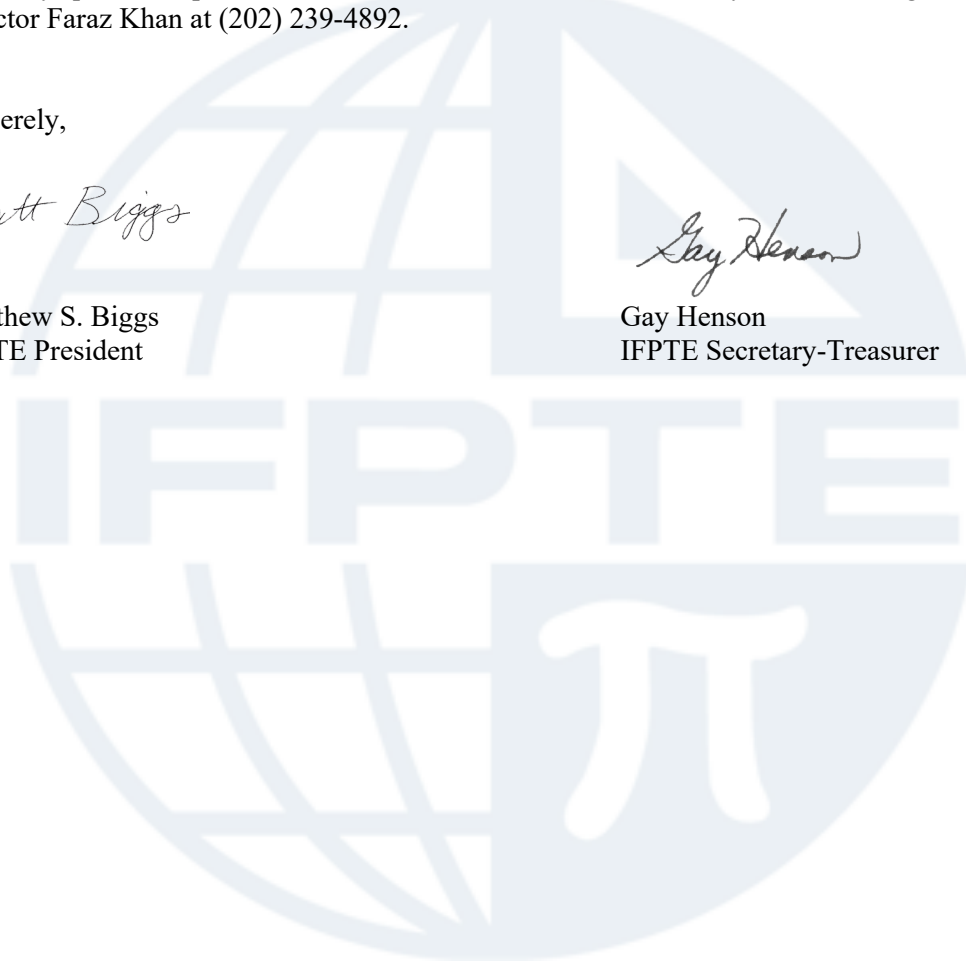 ctor Faraz Khan at (202) 239-4892.
erely,
tt Biggs
Gay Henson
thew S. Biggs
Gay Henson
TE President
IFPTE Secretary-Treasurer
IFPTE
π